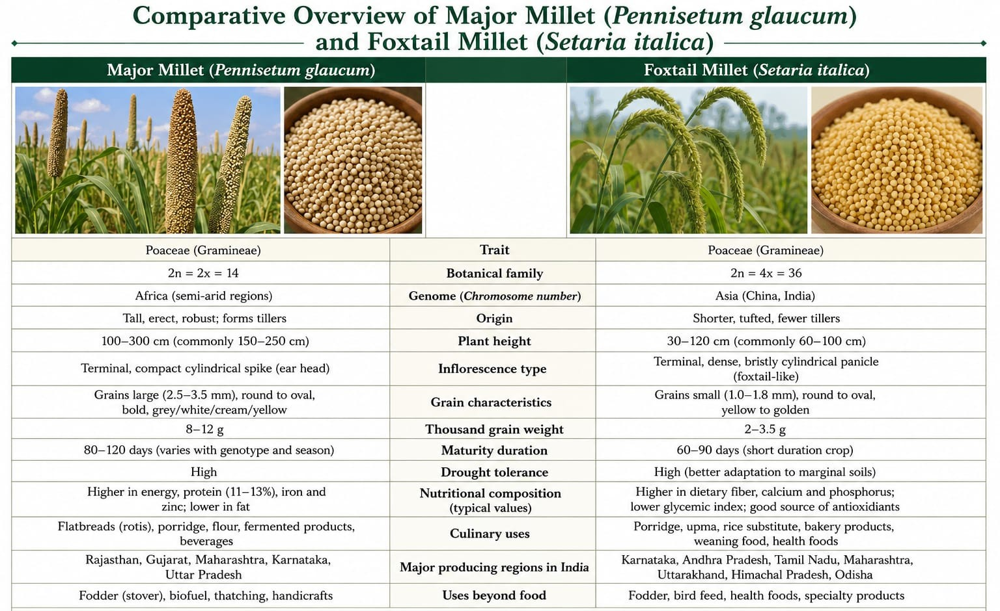 Comparative Overview of Major Millet (Pennisetum glaucum)
and Foxtail Millet (Setaria italica)
Major Millet (Pennisetum glaucum)
Foxtail Millet (Setaria italica)
Poaceae (Gramineae)
Trait
Poaceae (Gramineae)
2n = 2x = 14
Botanical family
2n = 4x = 36
Africa (semi-arid regions)
Genome (Chromosome number)
Asia (China, India)
Tall, erect, robust; forms tillers
Origin
Shorter, tufted, fewer tillers
100–300 cm (commonly 150–250 cm)
Plant height
30–120 cm (commonly 60–100 cm)
Terminal, compact cylindrical spike (ear head)
Inflorescence type
Terminal, dense, bristly cylindrical panicle
(foxtail-like)
Grains large (2.5–3.5 mm), round to oval,
bold, grey/white/cream/yellow
Grain characteristics
Grains small (1.0–1.8 mm), round to oval,
yellow to golden
8–12 g
Thousand grain weight
2–3.5 g
80–120 days (varies with genotype and season)
Maturity duration
60–90 days (short duration crop)
High
Drought tolerance
High (better adaptation to marginal soils)
Higher in energy, protein (11–13%), iron and
zinc; lower in fat
Nutritional composition
(typical values)
Higher in dietary fiber, calcium and phosphorus;
lower glycemic index; good source of antioxidiants
Flatbreads (rotis), porridge, flour, fermented products,
beverages
Culinary uses
Porridge, upma, rice substitute, bakery products,
weaning food, health foods
Rajasthan, Gujarat, Maharashtra, Karnataka,
Uttar Pradesh
Major producing regions in India
Karnataka, Andhra Pradesh, Tamil Nadu, Maharashtra,
Uttarakhand, Himachal Pradesh, Odisha
Fodder (stover), biofuel, thatching, handicrafts
Uses beyond food
Fodder, bird feed, health foods, specialty products